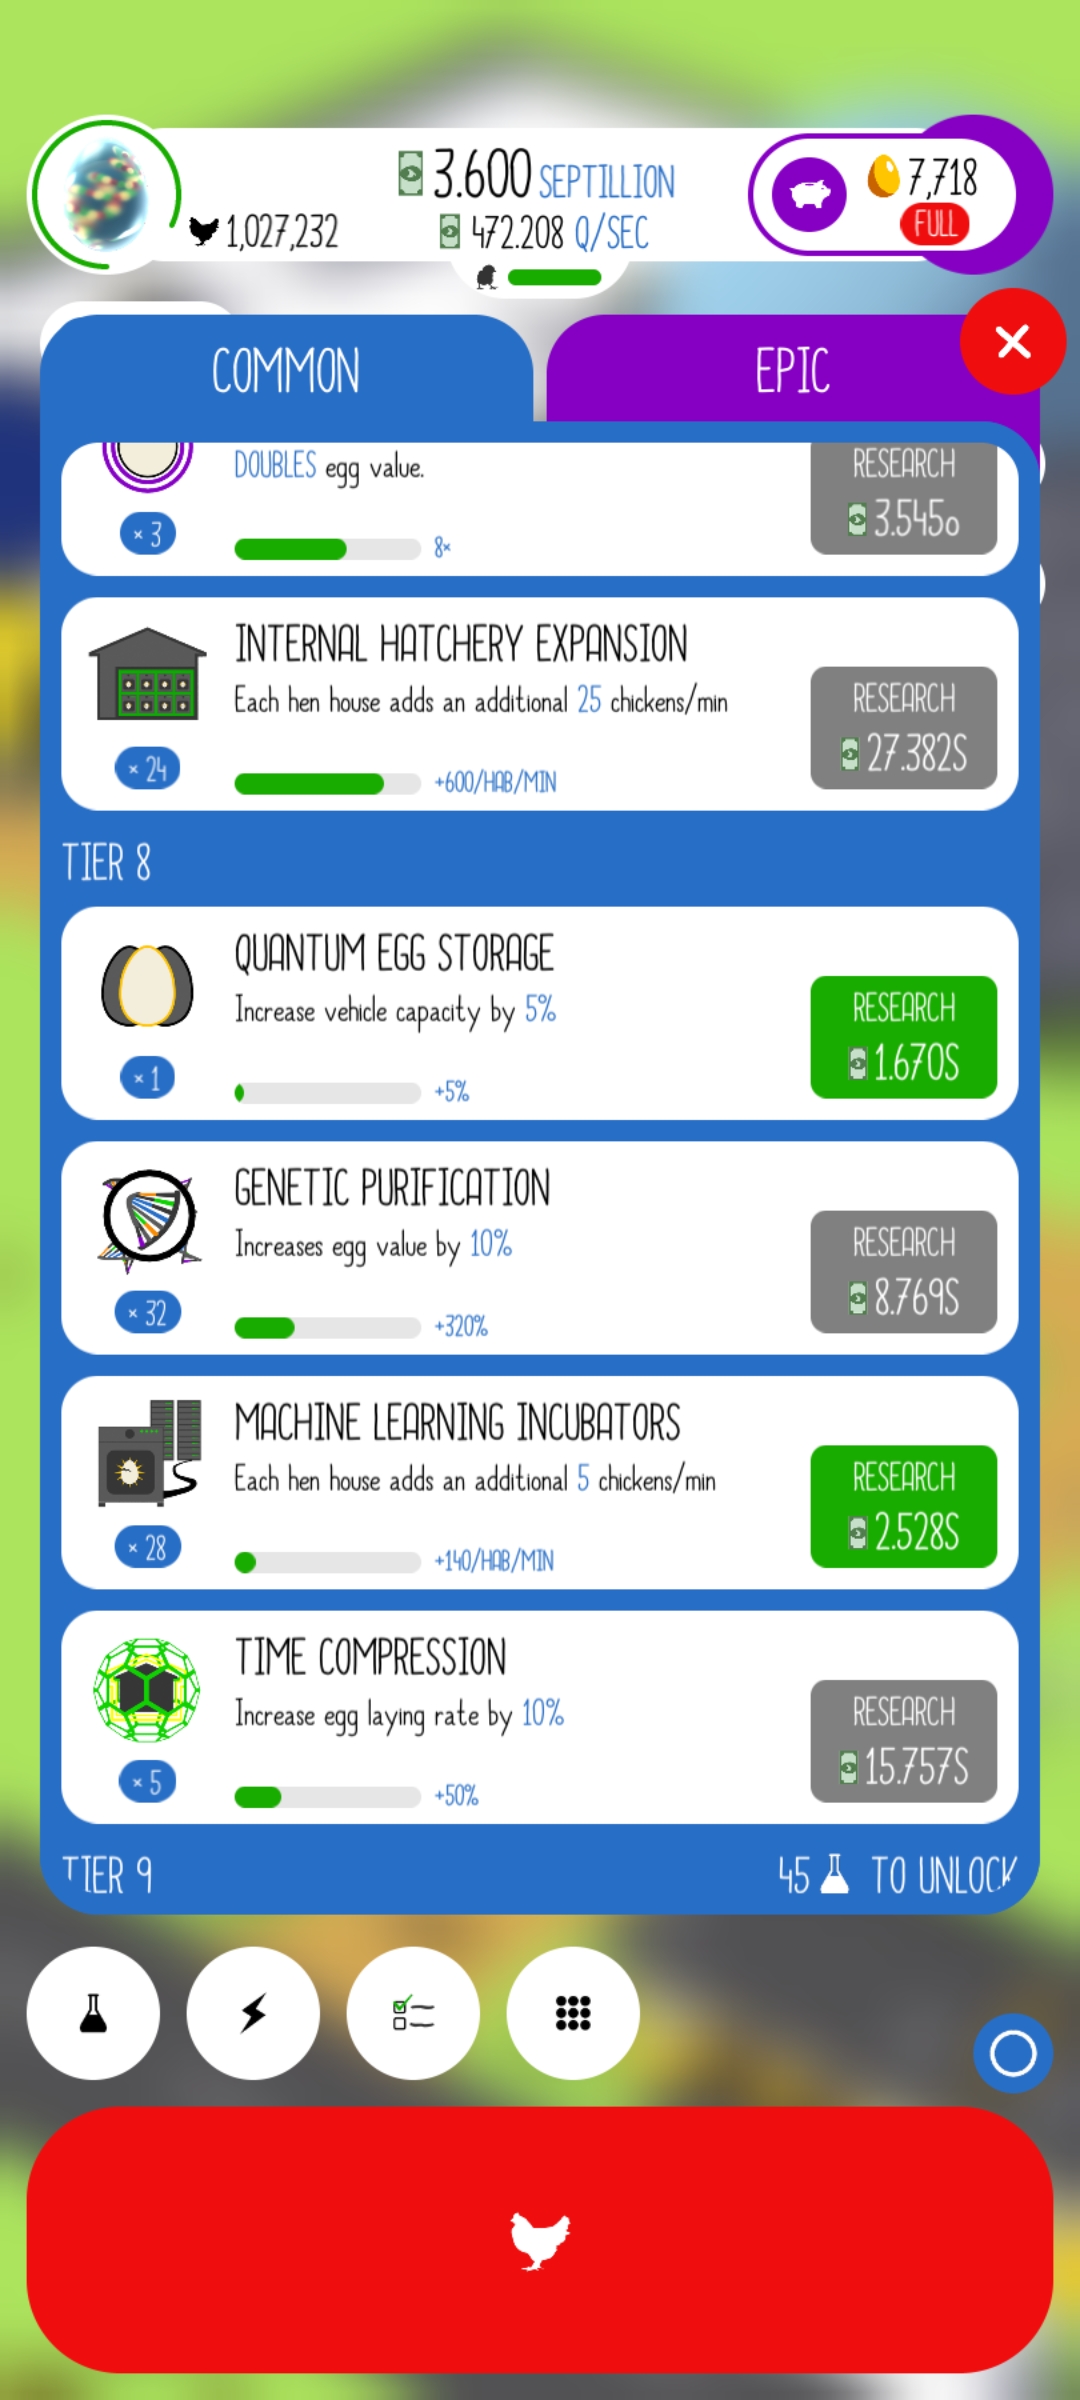 3.600 SEPTILLION
1,027,232
472.208 Q/SEC
7,718
FULL
COMMON
EPIC
DOUBLES egg value.
× 3
8×
RESEARCH
3.545o
INTERNAL HATCHERY EXPANSION
Each hen house adds an additional 25 chickens/min
× 24
+600/HAB/MIN
RESEARCH
27.382S
TIER 8
QUANTUM EGG STORAGE
Increase vehicle capacity by 5%
× 1
+5%
RESEARCH
1.670S
GENETIC PURIFICATION
Increases egg value by 10%
× 32
+320%
RESEARCH
8.769S
MACHINE LEARNING INCUBATORS
Each hen house adds an additional 5 chickens/min
× 28
+140/HAB/MIN
RESEARCH
2.528S
TIME COMPRESSION
Increase egg laying rate by 10%
× 5
+50%
RESEARCH
15.757S
TIER 9
45 TO UNLOCK